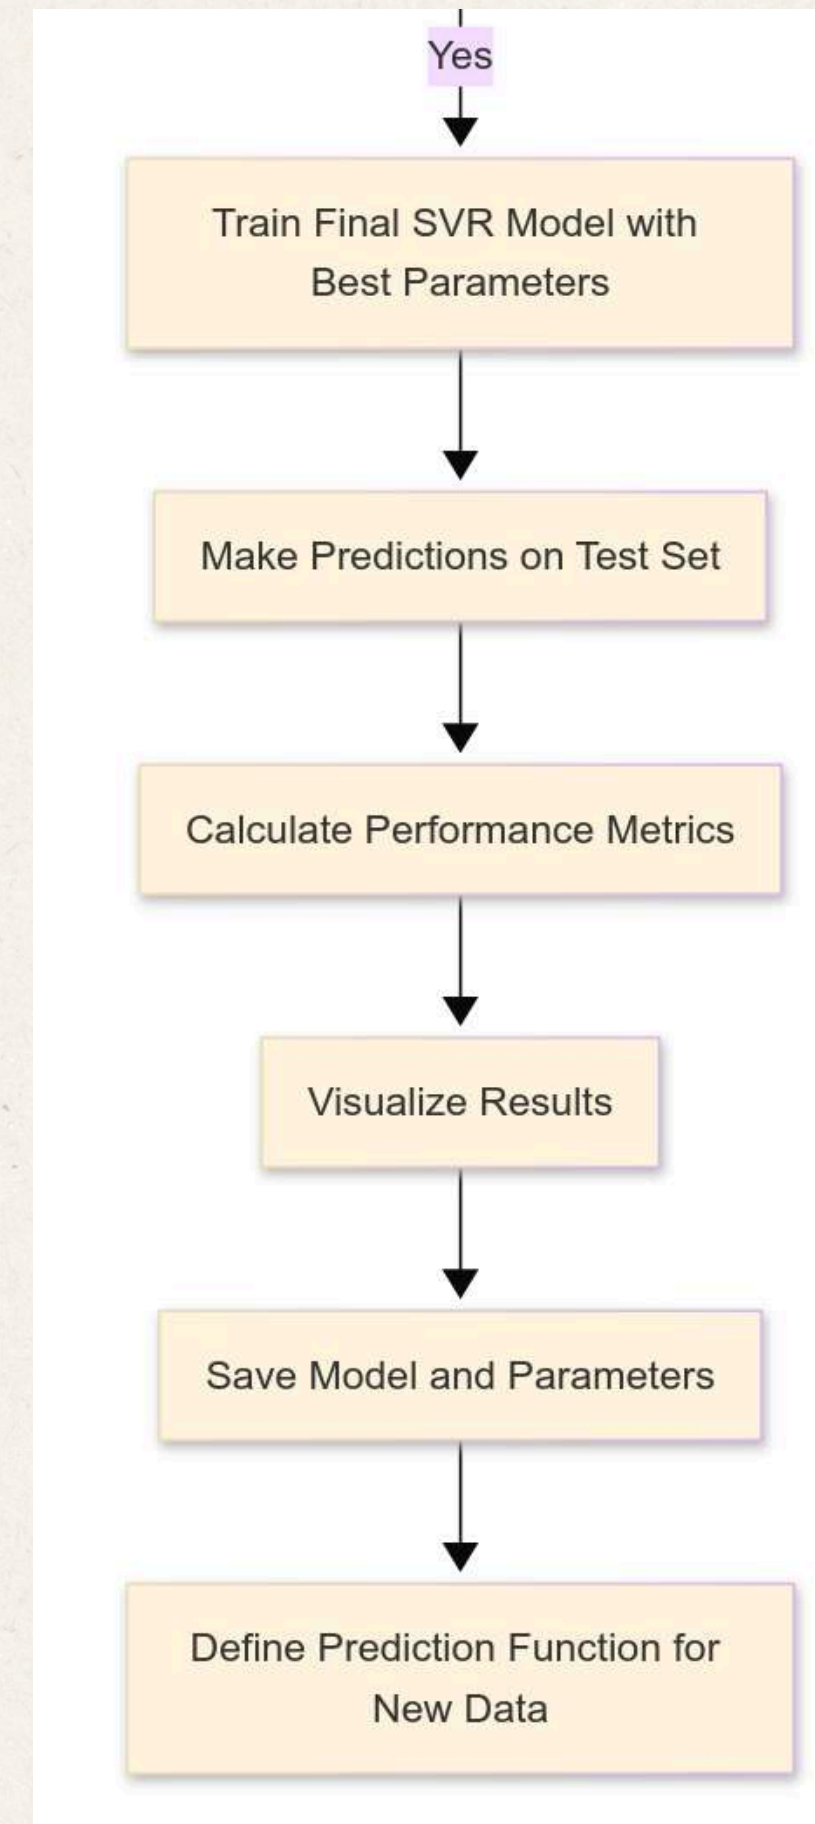 Yes
Train Final SVR Model with
Best Parameters
Make Predictions on Test Set
Calculate Performance Metrics
Visualize Results
Save Model and Parameters
Define Prediction Function for
New Data